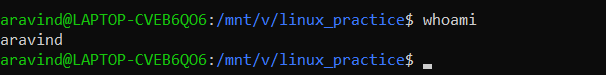 aravind@LAPTOP-CVEB6QO6:/mnt/v/linux_practice$ whoami
aravind
aravind@LAPTOP-CVEB6QO6:/mnt/v/linux_practice$ _